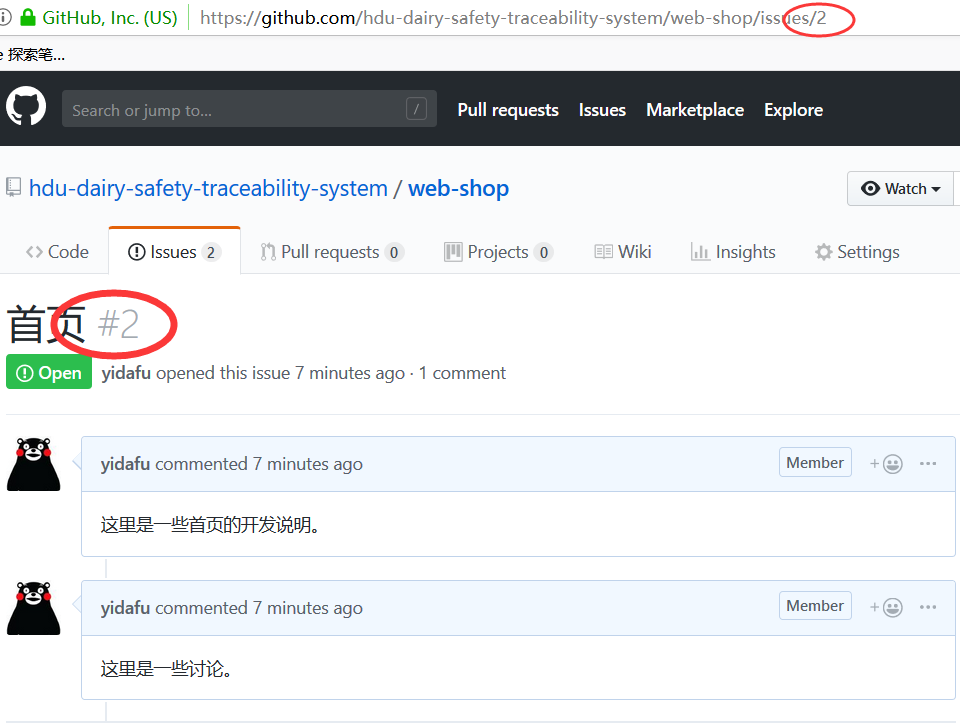 GitHub, Inc. (US) https://github.com/hdu-dairy-safety-traceability-system/web-shop/issues/2
e 探索笔...
Search or jump to... / Pull requests Issues Marketplace Explore
hdu-dairy-safety-traceability-system / web-shop Watch
Code Issues 2 Pull requests 0 Projects 0 Wiki Insights Settings
首页 #2
Open yidafu opened this issue 7 minutes ago · 1 comment
yidafu commented 7 minutes ago Member
这里是一些首页的开发说明。
yidafu commented 7 minutes ago Member
这里是一些讨论。